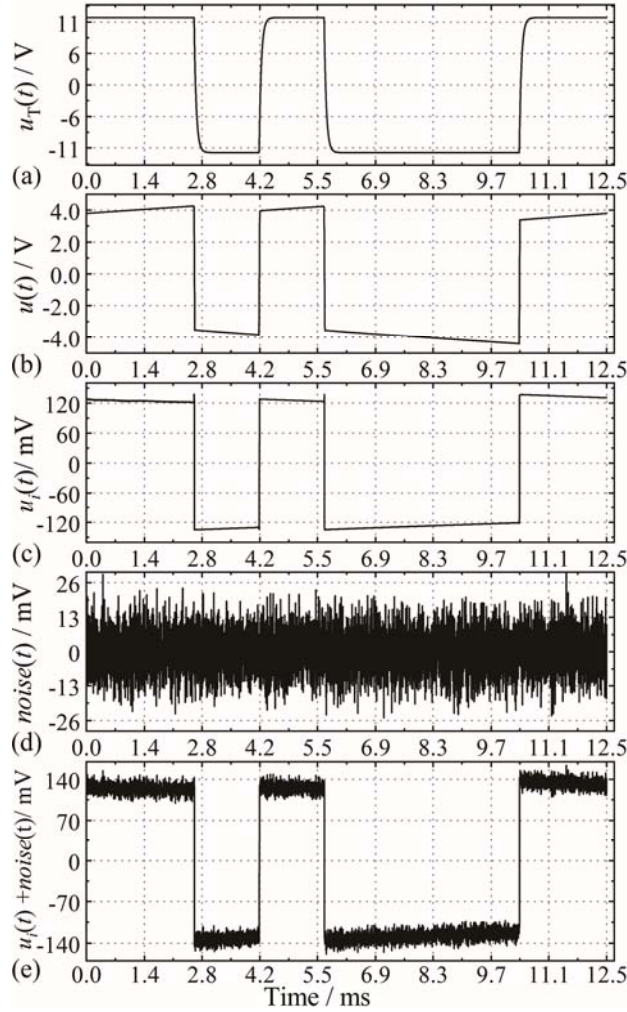 11
6
0
-6
-11
u_T(t) / V
(a)
0.0 1.4 2.8 4.2 5.5 6.9 8.3 9.7 11.1 12.5
4.0
2.0
0.0
-2.0
-4.0
u(t) / V
(b)
0.0 1.4 2.8 4.2 5.5 6.9 8.3 9.7 11.1 12.5
120
60
0
-60
-120
u_i(t)/ mV
(c)
0.0 1.4 2.8 4.2 5.5 6.9 8.3 9.7 11.1 12.5
26
13
0
-13
-26
noise(t) / mV
(d)
0.0 1.4 2.8 4.2 5.5 6.9 8.3 9.7 11.1 12.5
140
70
0
-70
-140
u_i(t) +noise(t)/ mV
(e)
0.0 1.4 2.8 4.2 5.5 6.9 8.3 9.7 11.1 12.5
Time / ms